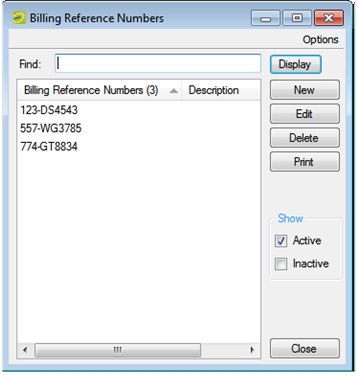 Billing Reference Numbers
Options
Find:
Display
Billing Reference Numbers (3) Description
123-DS4543
557-WG3785
774-GT8834
New
Edit
Delete
Print
Show
Active
Inactive
Close